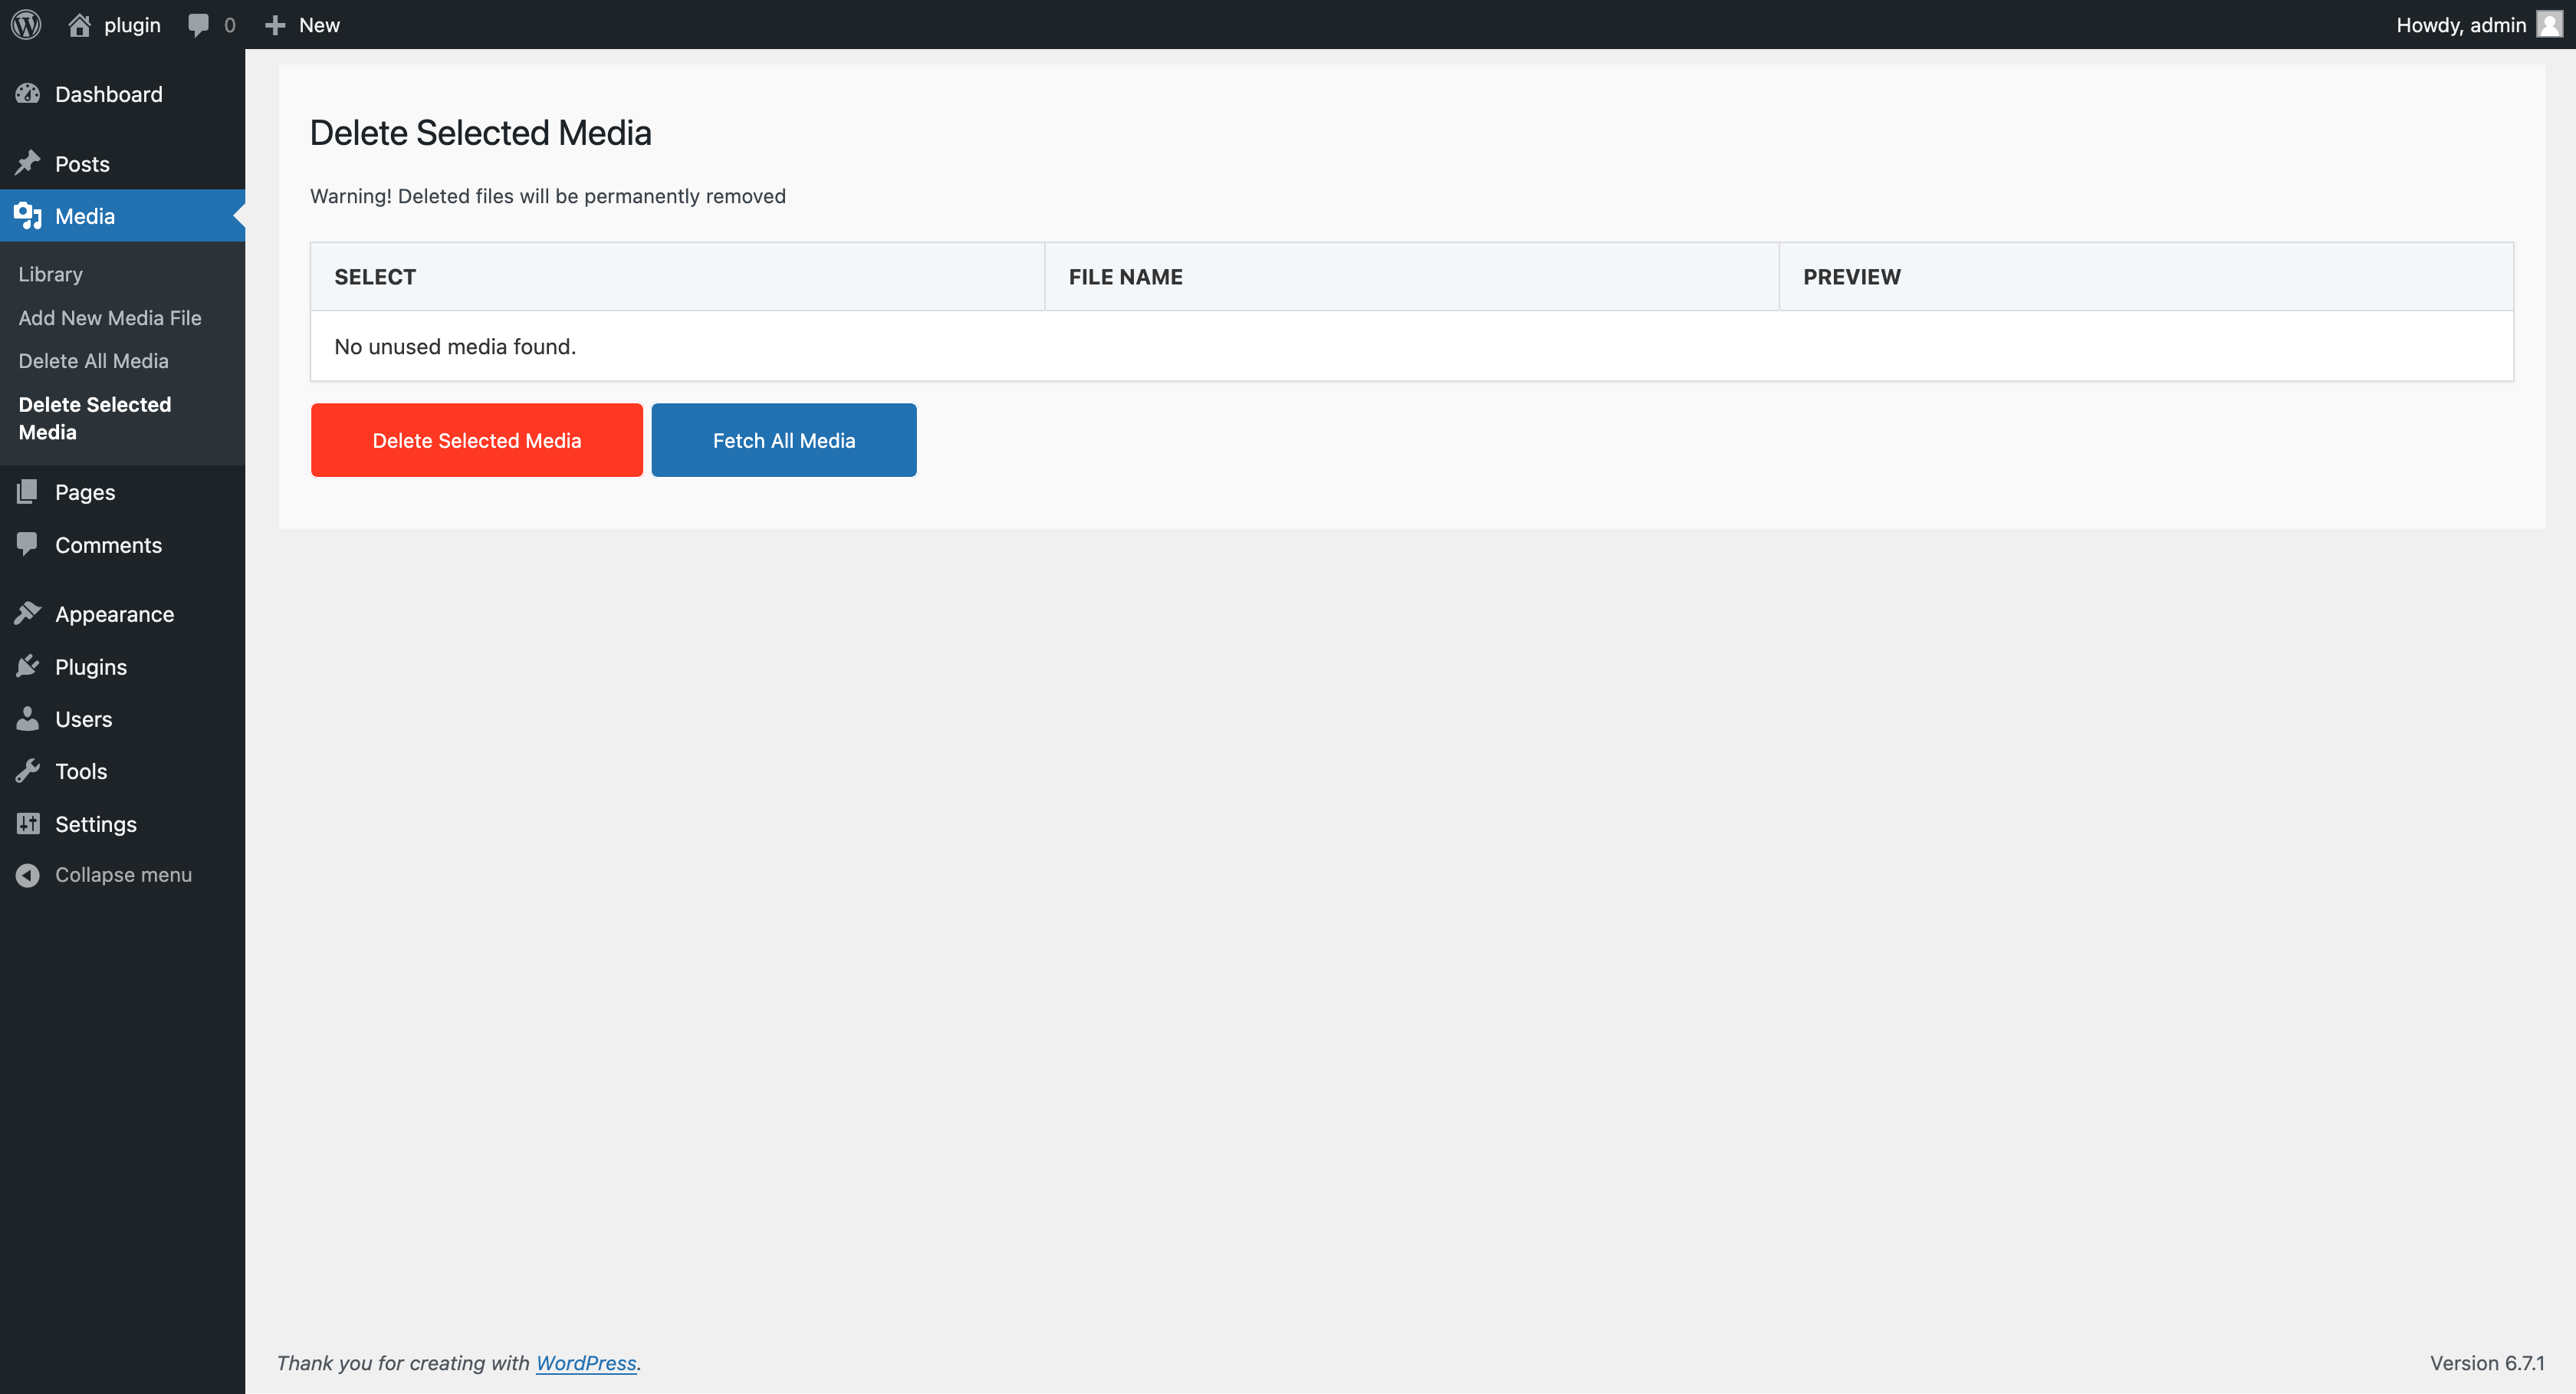 plugin 0 New Howdy, admin
Dashboard
Posts
Media
Library
Add New Media File
Delete All Media
Delete Selected
Media
Pages
Comments
Appearance
Plugins
Users
Tools
Settings
Collapse menu
Delete Selected Media
Warning! Deleted files will be permanently removed
SELECT FILE NAME PREVIEW
No unused media found.
Delete Selected Media Fetch All Media
Thank you for creating with WordPress. Version 6.7.1